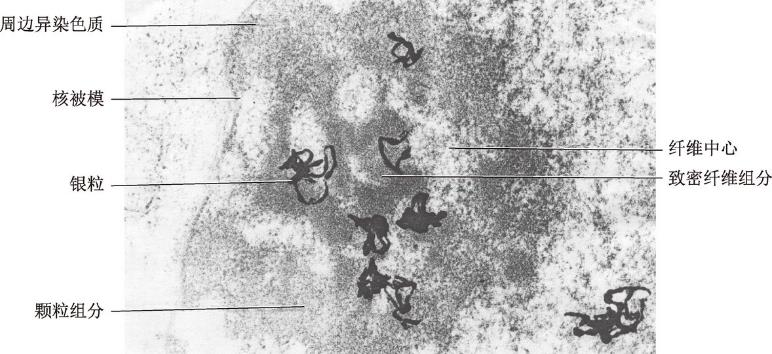 周边异染色质
核被模
银粒
颗粒组分
纤维中心
致密纤维组分